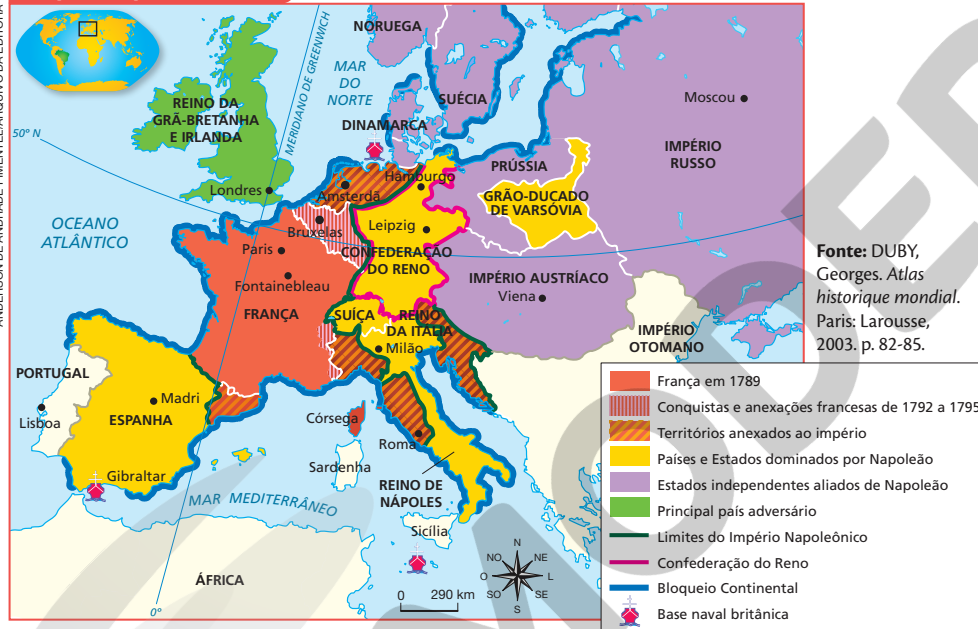 NORUEGA
MAR
DO
NORTE
SUÉCIA
DINAMARCA
Moscou
IMPÉRIO
RUSSO
REINO DA
GRÃ-BRETANHA
E IRLANDA
MERIDIANO DE GREENWICH
50º N
Londres
PRÚSSIA
Hamburgo
Amsterdã
GRÃO-DUCADO
DE VARSÓVIA
OCEANO
ATLÂNTICO
Bruxelas
Leipzig
Paris
CONFEDERAÇÃO
DO RENO
Fontainebleau
IMPÉRIO AUSTRÍACO
Viena
FRANÇA
SUÍÇA
REINO
DA ITÁLIA
Milão
IMPÉRIO
OTOMANO
PORTUGAL
Lisboa
Madri
ESPANHA
Córsega
Roma
Sardenha
Gibraltar
MAR MEDITERRÂNEO
REINO DE
NÁPOLES
Sicília
ÁFRICA
0º
0 290 km
N
NE
L
SE
S
SO
O
NO
Fonte: DUBY,
Georges. Atlas
historique mondial.
Paris: Larousse,
2003. p. 82-85.
França em 1789
Conquistas e anexações francesas de 1792 a 1795
Territórios anexados ao império
Países e Estados dominados por Napoleão
Estados independentes aliados de Napoleão
Principal país adversário
Limites do Império Napoleônico
Confederação do Reno
Bloqueio Continental
Base naval britânica